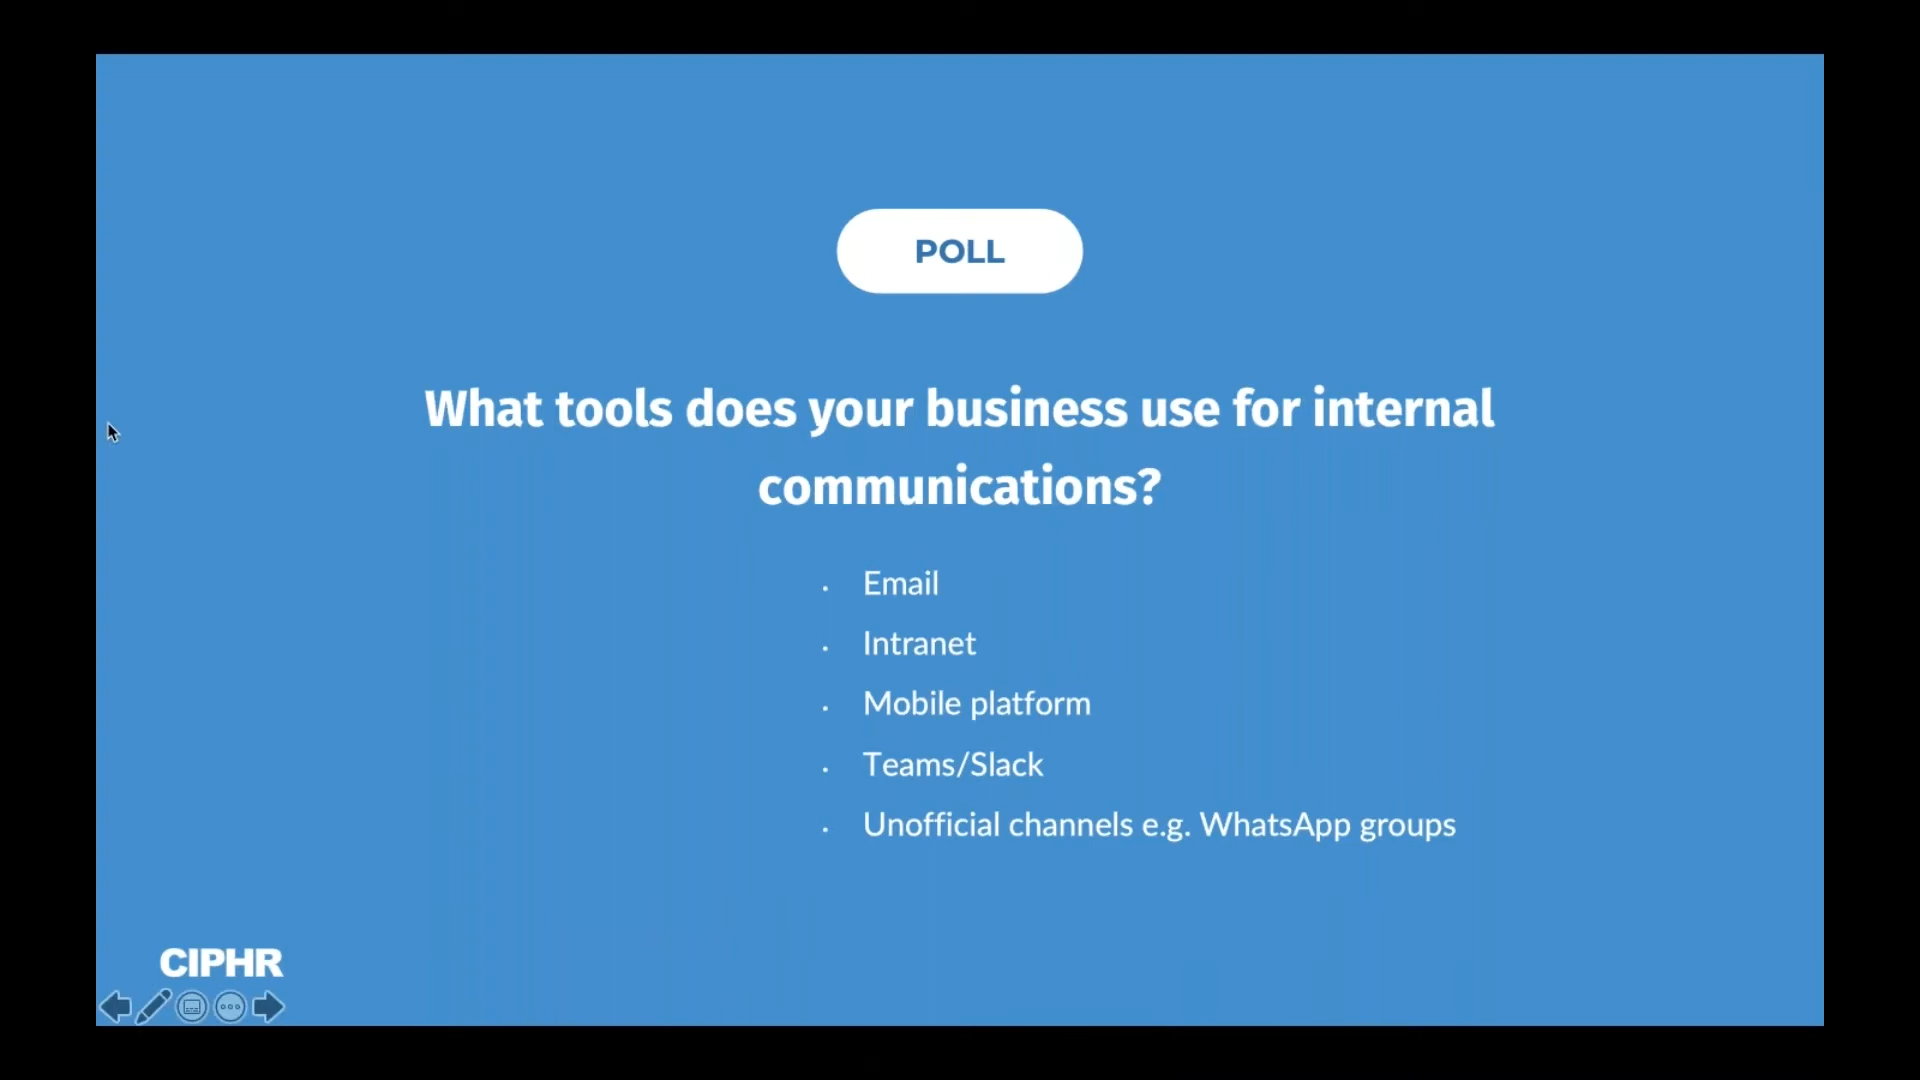 POLL
What tools does your business use for internal
communications?
· Email
· Intranet
· Mobile platform
· Teams/Slack
· Unofficial channels e.g. WhatsApp groups
CIPHR